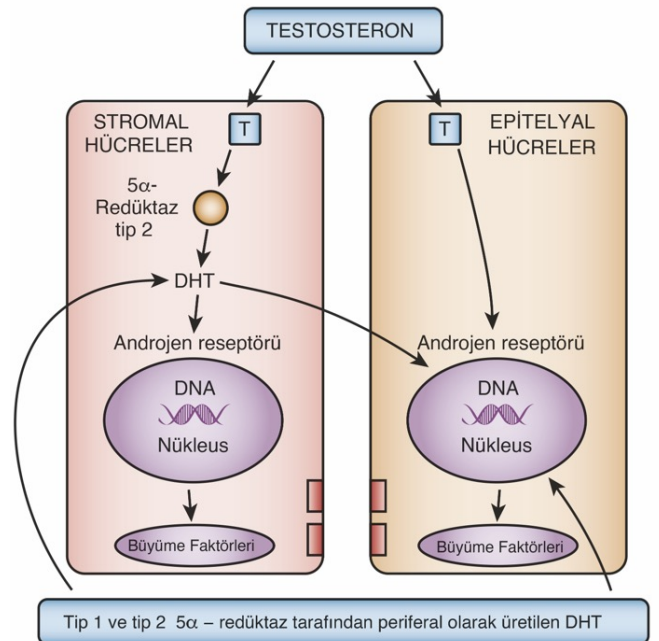 TESTOSTERON
STROMAL
HÜCRELER
T
5α-
Redüktaz
tip 2
DHT
Androjen reseptörü
DNA
Nükleus
Büyüme Faktörleri
T
EPİTELYAL
HÜCRELER
Androjen reseptörü
DNA
Nükleus
Büyüme Faktörleri
Tip 1 ve tip 2 5α – redüktaz tarafından periferal olarak üretilen DHT